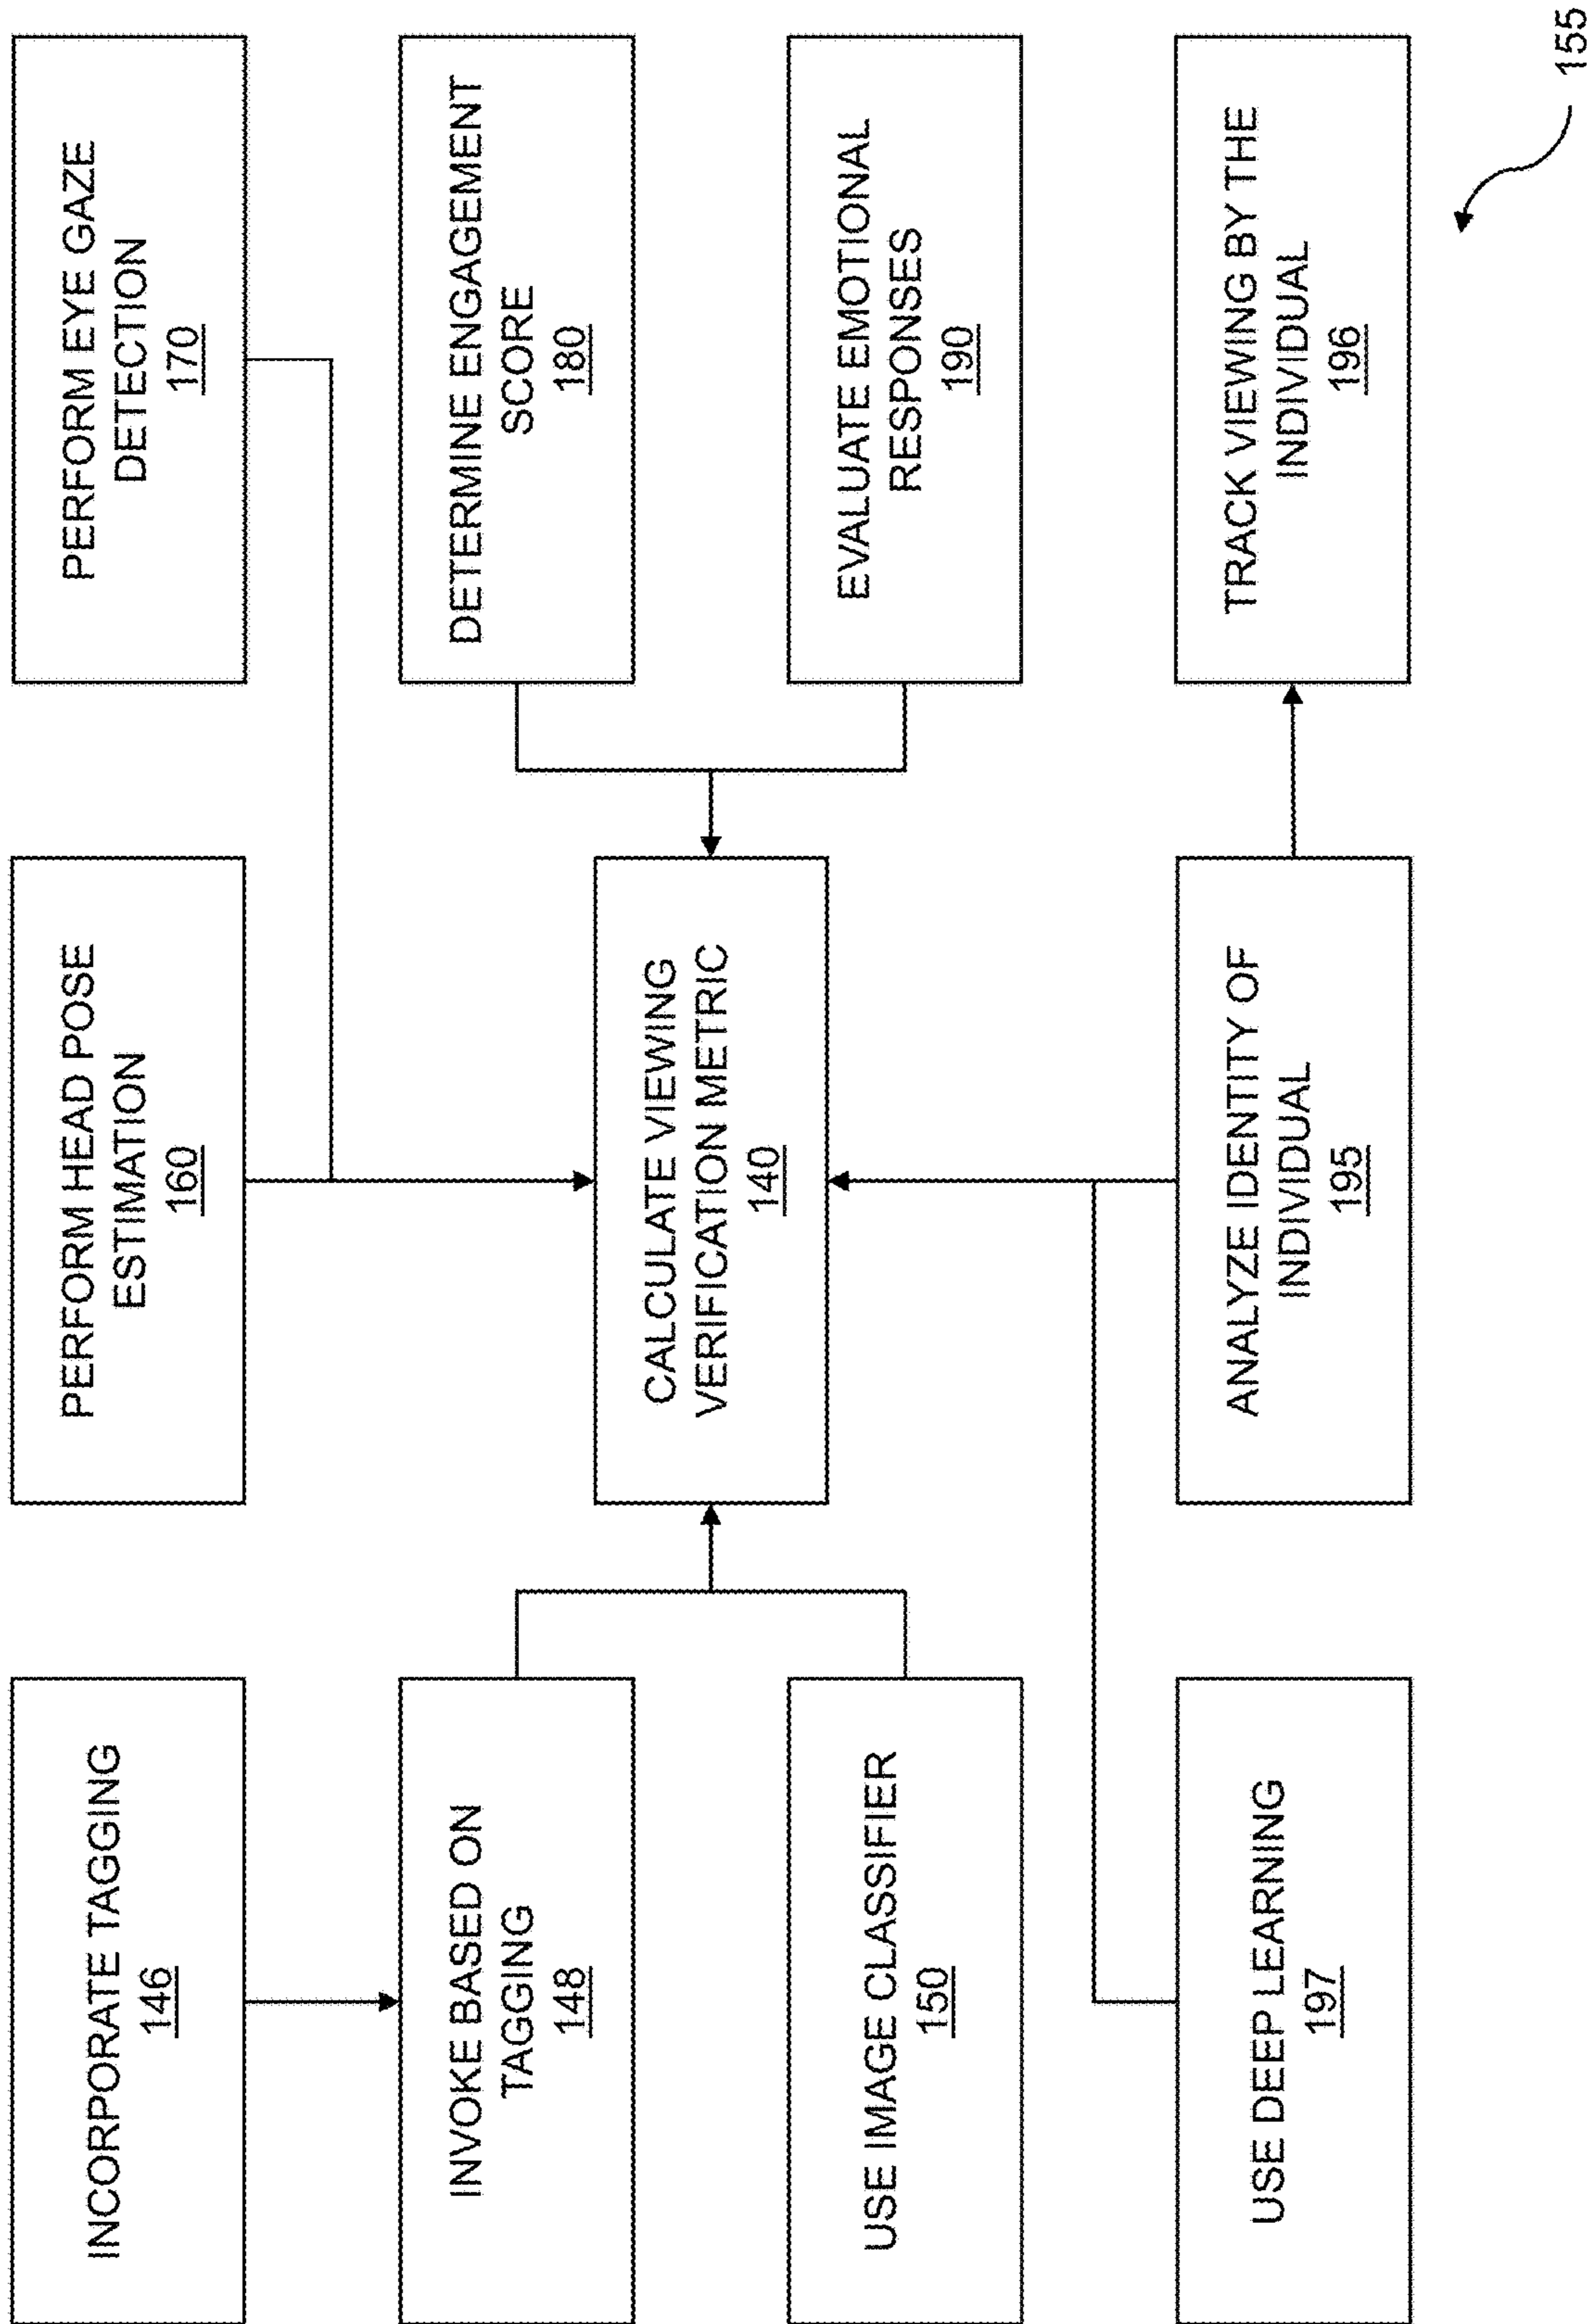 INCORPORATE TAGGING
146
PERFORM HEAD POSE
ESTIMATION
160
PERFORM EYE GAZE
DETECTION
170
INVOKE BASED ON
TAGGING
148
DETERMINE ENGAGEMENT
SCORE
180
CALCULATE VIEWING
VERIFICATION METRIC
140
USE IMAGE CLASSIFIER
150
EVALUATE EMOTIONAL
RESPONSES
190
USE DEEP LEARNING
197
ANALYZE IDENTITY OF
INDIVIDUAL
195
TRACK VIEWING BY THE
INDIVIDUAL
196
155